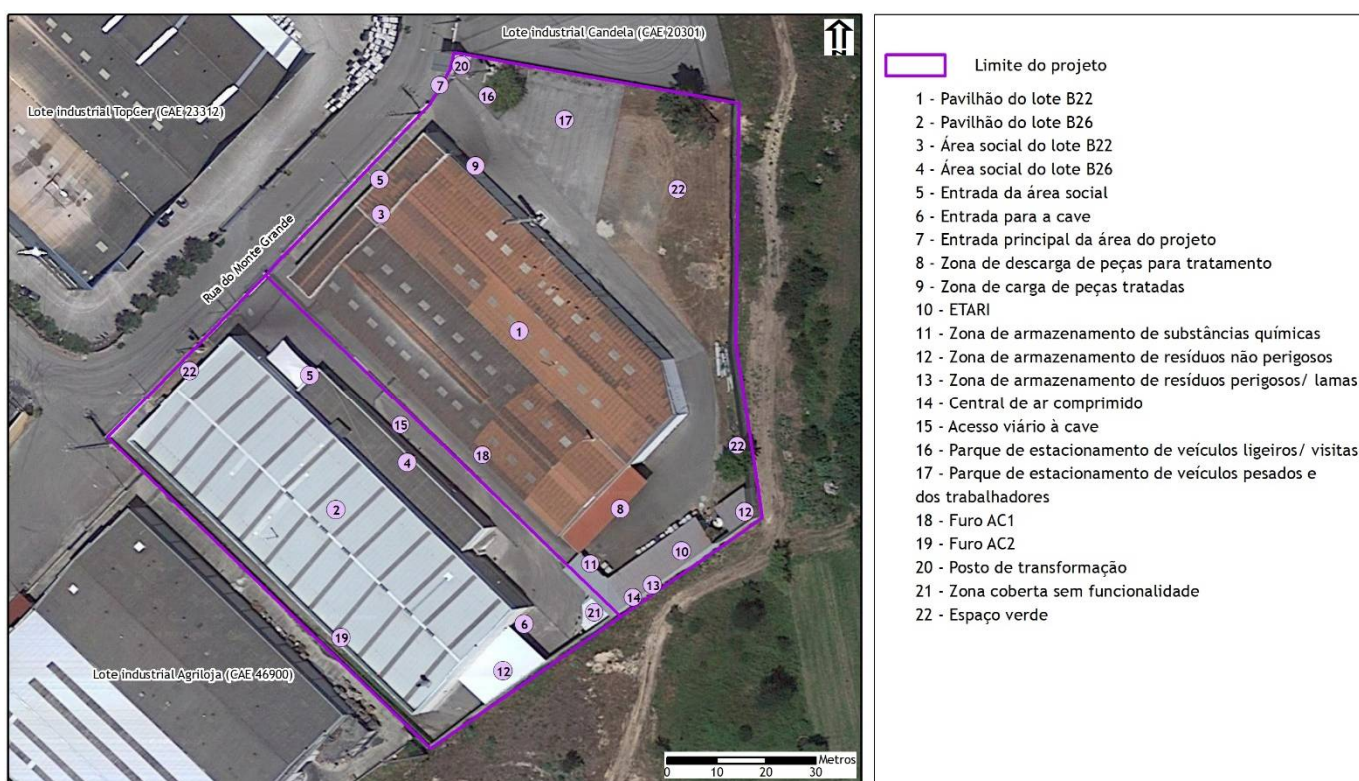 Lote industrial Candela (CAE 20301)
20
7
16
Lote industrial TopCer (CAE 23312)
17
9
5
22
3
Rua do Monte Grande
1
22
5
15
22
4
18
2
8
12
10
11
13
14
21
6
19
12
Lote industrial Agriloja (CAE 46900)
Metros
0 10 20 30
Limite do projeto
1 - Pavilhão do lote B22
2 - Pavilhão do lote B26
3 - Área social do lote B22
4 - Área social do lote B26
5 - Entrada da área social
6 - Entrada para a cave
7 - Entrada principal da área do projeto
8 - Zona de descarga de peças para tratamento
9 - Zona de carga de peças tratadas
10 - ETARI
11 - Zona de armazenamento de substâncias químicas
12 - Zona de armazenamento de resíduos não perigosos
13 - Zona de armazenamento de resíduos perigosos/ lamas
14 - Central de ar comprimido
15 - Acesso viário à cave
16 - Parque de estacionamento de veículos ligeiros/ visitas
17 - Parque de estacionamento de veículos pesados e
dos trabalhadores
18 - Furo AC1
19 - Furo AC2
20 - Posto de transformação
21 - Zona coberta sem funcionalidade
22 - Espaço verde